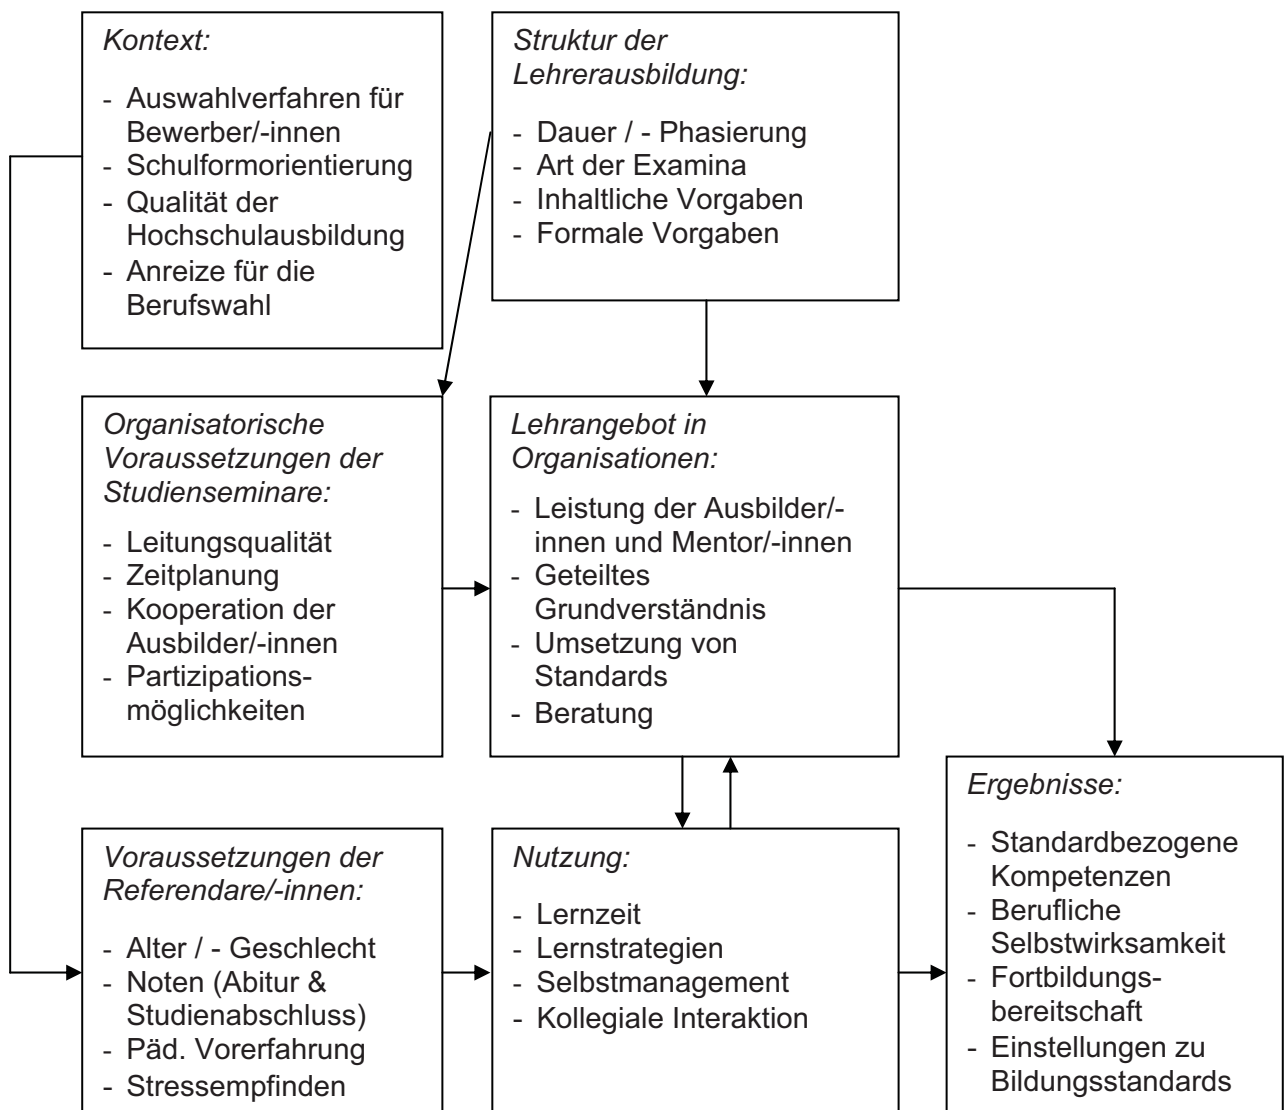 Kontext:
- Auswahlverfahren für
Bewerber/-innen
- Schulformorientierung
- Qualität der
Hochschulausbildung
- Anreize für die
Berufswahl
Struktur der
Lehrerausbildung:
- Dauer / - Phasierung
- Art der Examina
- Inhaltliche Vorgaben
- Formale Vorgaben
Organisatorische
Voraussetzungen der
Studienseminare:
- Leitungsqualität
- Zeitplanung
- Kooperation der
Ausbilder/-innen
- Partizipations-
möglichkeiten
Lehrangebot in
Organisationen:
- Leistung der Ausbilder/-
innen und Mentor/-innen
- Geteiltes
Grundverständnis
- Umsetzung von
Standards
- Beratung
Voraussetzungen der
Referendare/-innen:
- Alter / - Geschlecht
- Noten (Abitur &
Studienabschluss)
- Päd. Vorerfahrung
- Stressempfinden
Nutzung:
- Lernzeit
- Lernstrategien
- Selbstmanagement
- Kollegiale Interaktion
Ergebnisse:
- Standardbezogene
Kompetenzen
- Berufliche
Selbstwirksamkeit
- Fortbildungs-
bereitschaft
- Einstellungen zu
Bildungsstandards